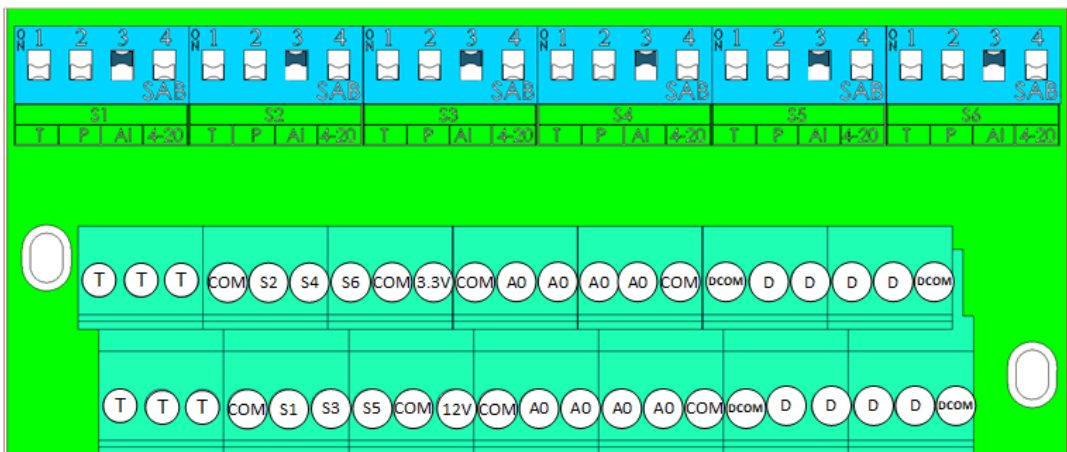 ON 1 2 3 4 ON 1 2 3 4 ON 1 2 3 4 ON 1 2 3 4 ON 1 2 3 4 ON 1 2 3 4
SAB SAB SAB SAB SAB
S1 S2 S3 S4 S5 S6
T P AI 4-20 T P AI 4-20 T P AI 4-20 T P AI 4-20 T P AI 4-20 T P AI 4-20
T T T COM S2 S4 S6 COM 3.3V COM A0 A0 A0 A0 COM DCOM D D D D DCOM
T T T COM S1 S3 S5 COM 12V COM A0 A0 A0 A0 COM DCOM D D D D DCOM